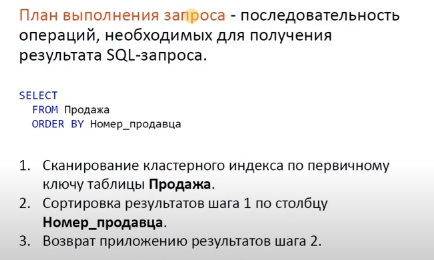 План выполнения запроса - последовательность
операций, необходимых для получения
результата SQL-запроса.
SELECT
FROM Продажа
ORDER BY Номер_продавца
1. Сканирование кластерного индекса по первичному
ключу таблицы Продажа.
2. Сортировка результатов шага 1 по столбцу
Номер_продавца.
3. Возврат приложению результатов шага 2.